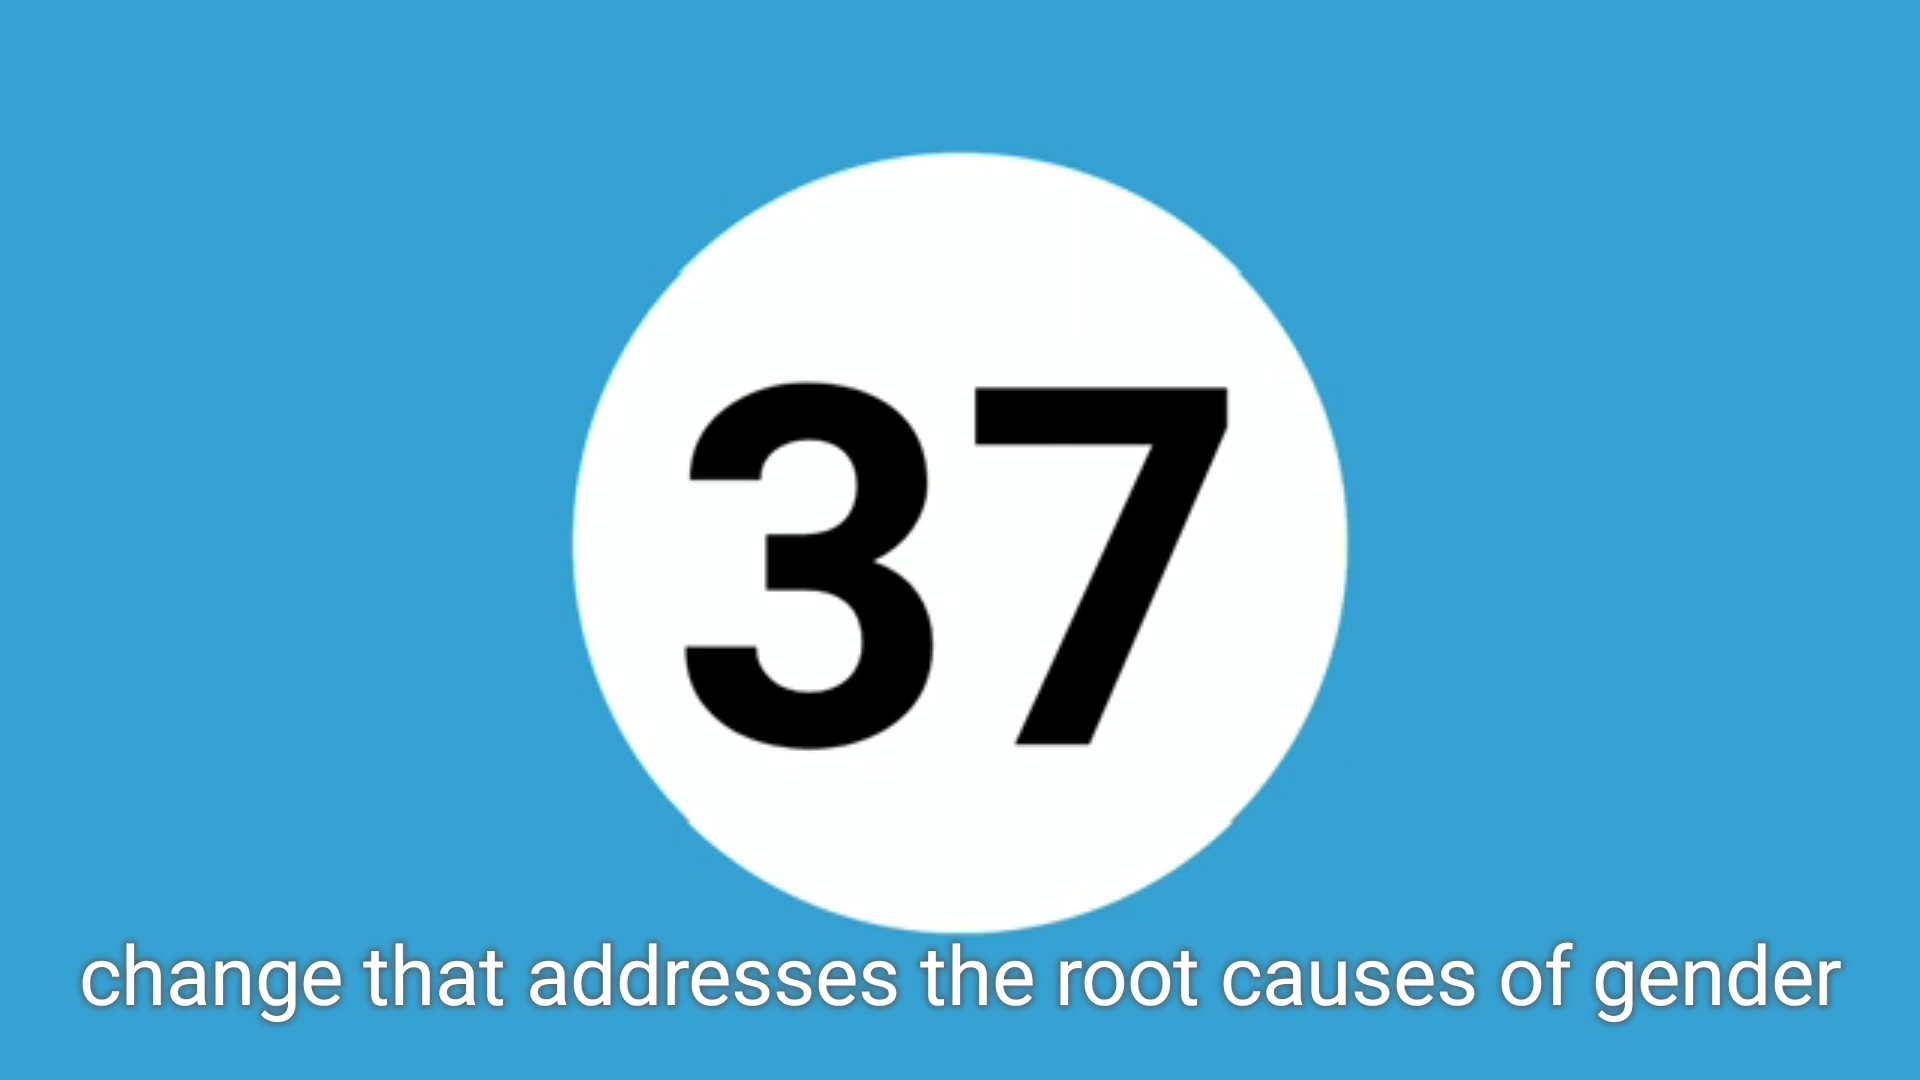 37
change that addresses the root causes of gender